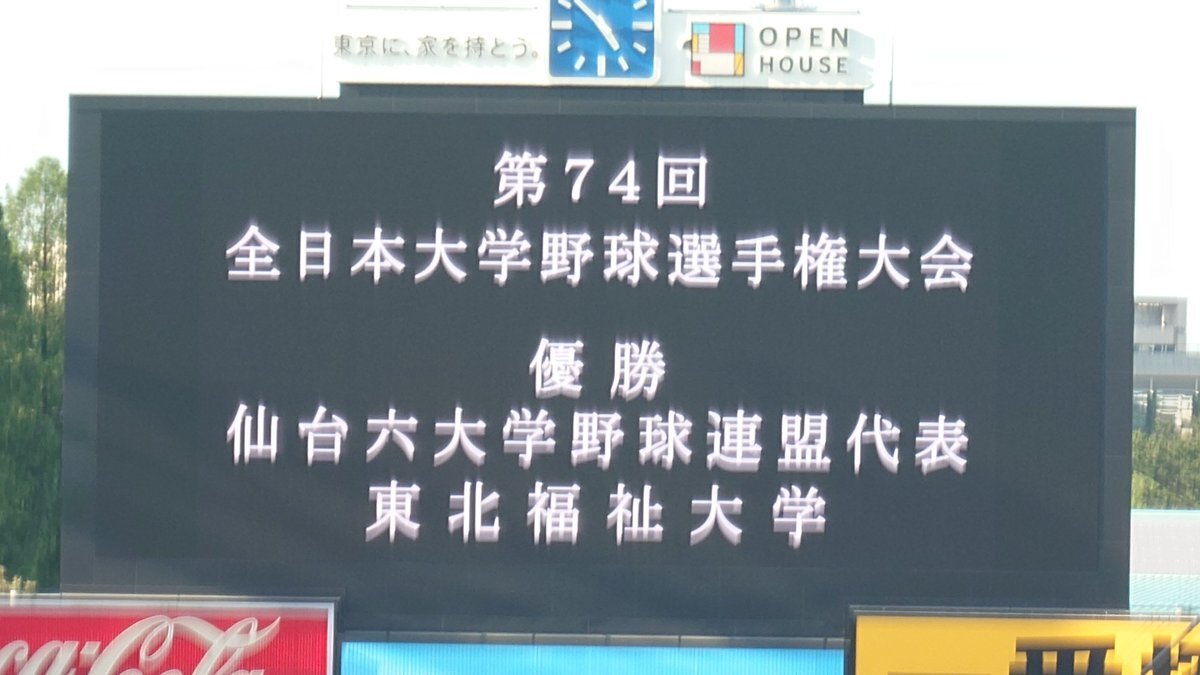 東京に、家を持とう。
OPEN
HOUSE
第74回
全日本大学野球選手権大会
優勝
仙台六大学野球連盟代表
東北福祉大学
Coca-Cola